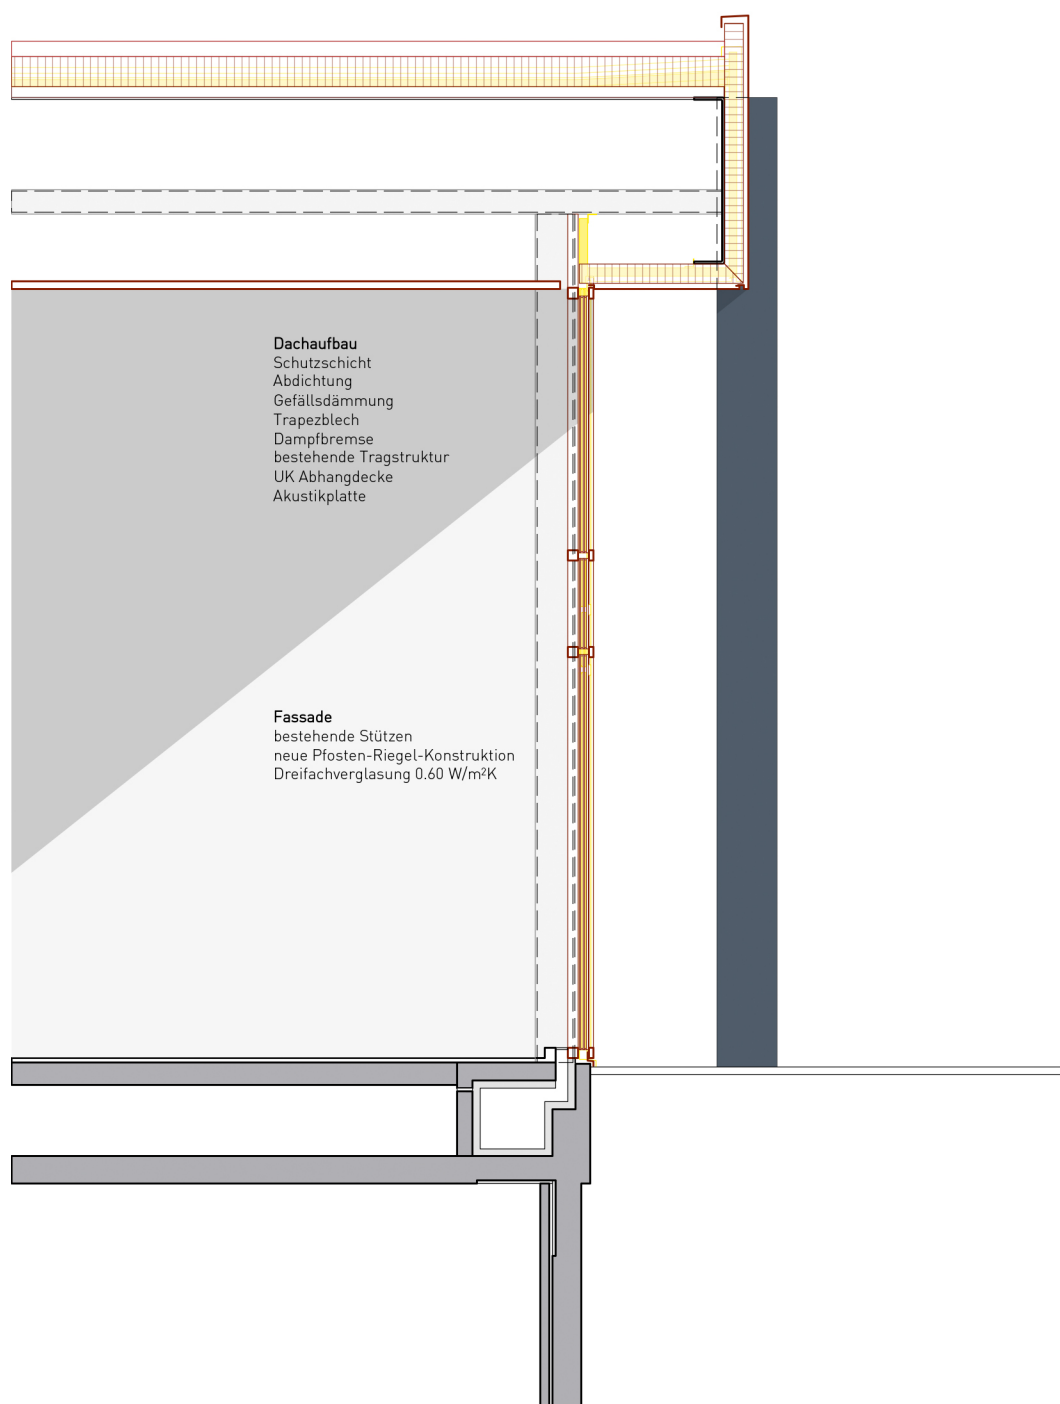 Dachaufbau
Schutzschicht
Abdichtung
Gefällsdämmung
Trapezblech
Dampfbremse
bestehende Tragstruktur
UK Abhangdecke
Akustikplatte
Fassade
bestehende Stützen
neue Pfosten-Riegel-Konstruktion
Dreifachverglasung 0.60 W/m²K